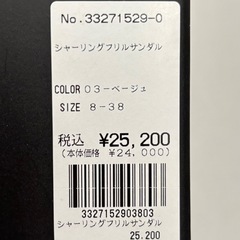 No.33271529-0
シャーリングフリルサンダル
COLOR 03-ベージュ
SIZE 8-38
税込 ¥25,200
(本体価格 ¥24,000)
3327152903803
シャーリングフリルサンダル
25,200